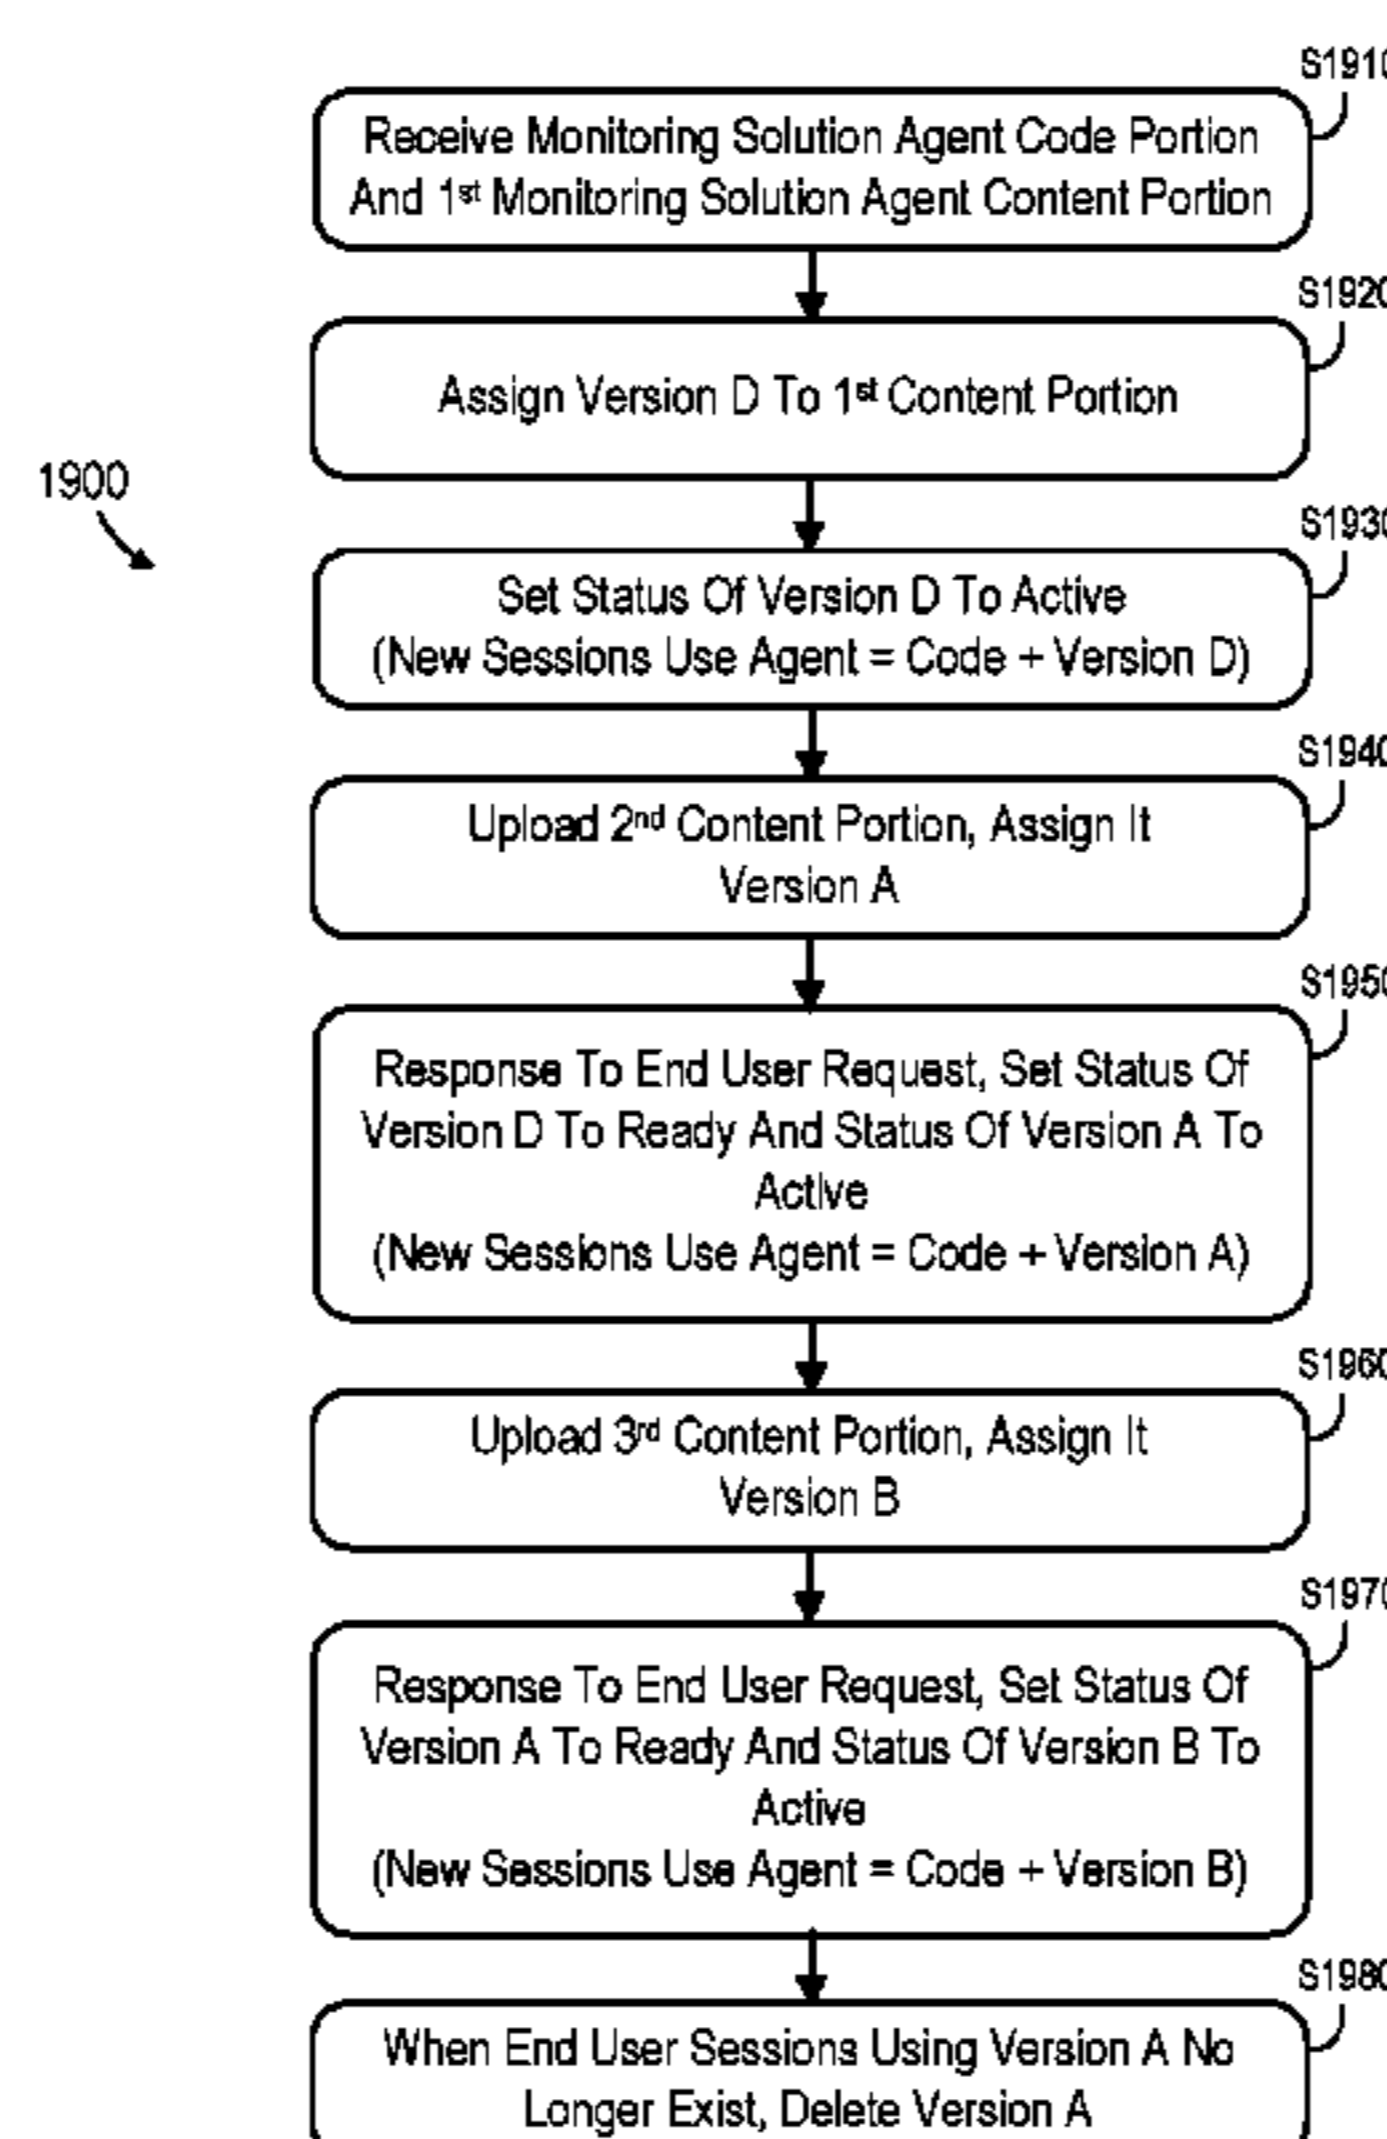 S1910
Receive Monitoring Solution Agent Code Portion
And 1st Monitoring Solution Agent Content Portion
S1920
Assign Version D To 1st Content Portion
1900
S1930
Set Status Of Version D To Active
(New Sessions Use Agent = Code + Version D)
S1940
Upload 2nd Content Portion, Assign It
Version A
S1950
Response To End User Request, Set Status Of
Version D To Ready And Status Of Version A To
Active
(New Sessions Use Agent = Code + Version A)
S1960
Upload 3rd Content Portion, Assign It
Version B
S1970
Response To End User Request, Set Status Of
Version A To Ready And Status Of Version B To
Active
(New Sessions Use Agent = Code + Version B)
S1980
When End User Sessions Using Version A No
Longer Exist, Delete Version A